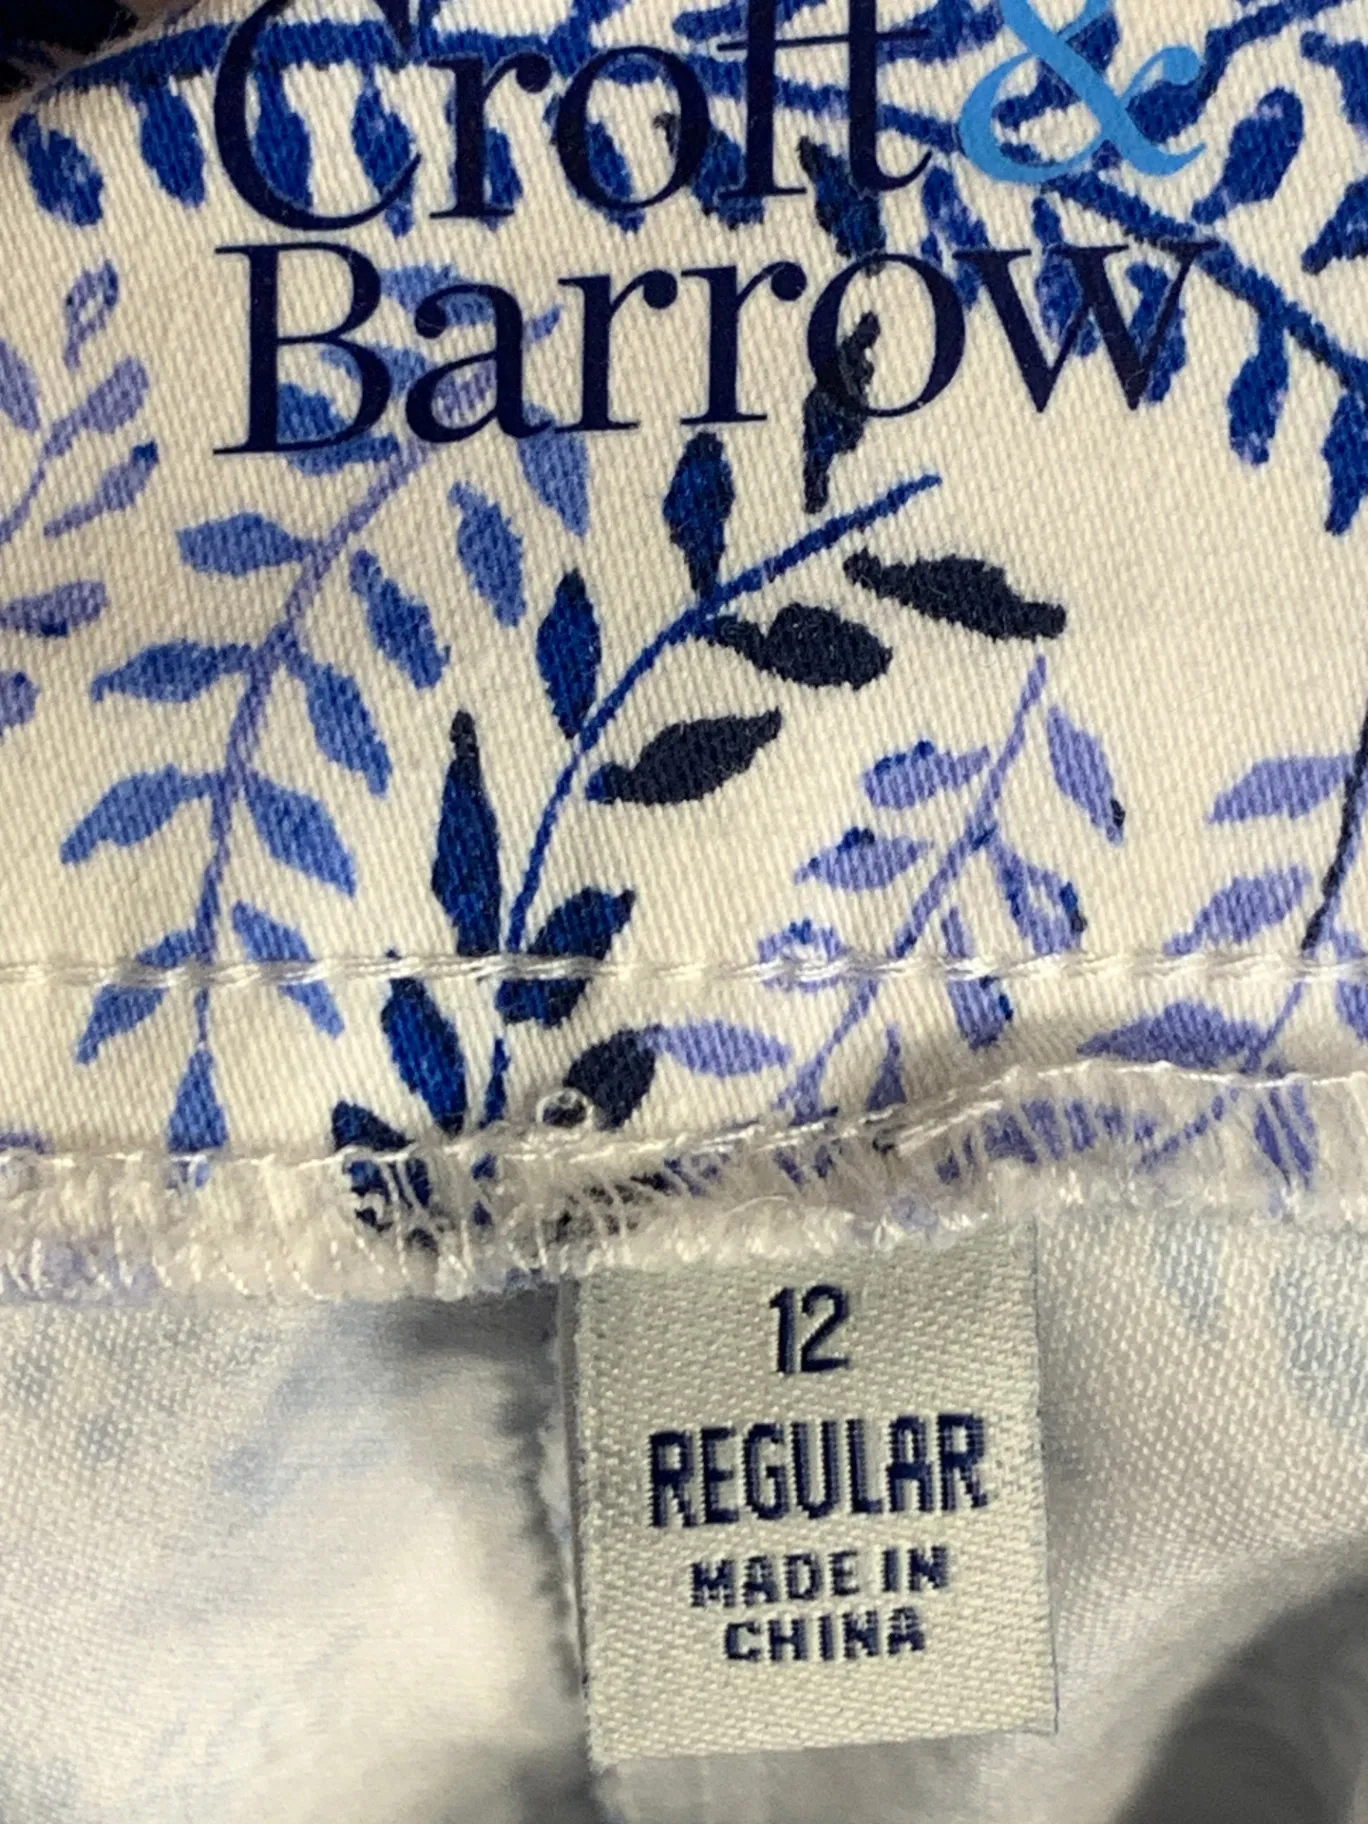 Croft &
Barrow
12
REGULAR
MADE IN
CHINA